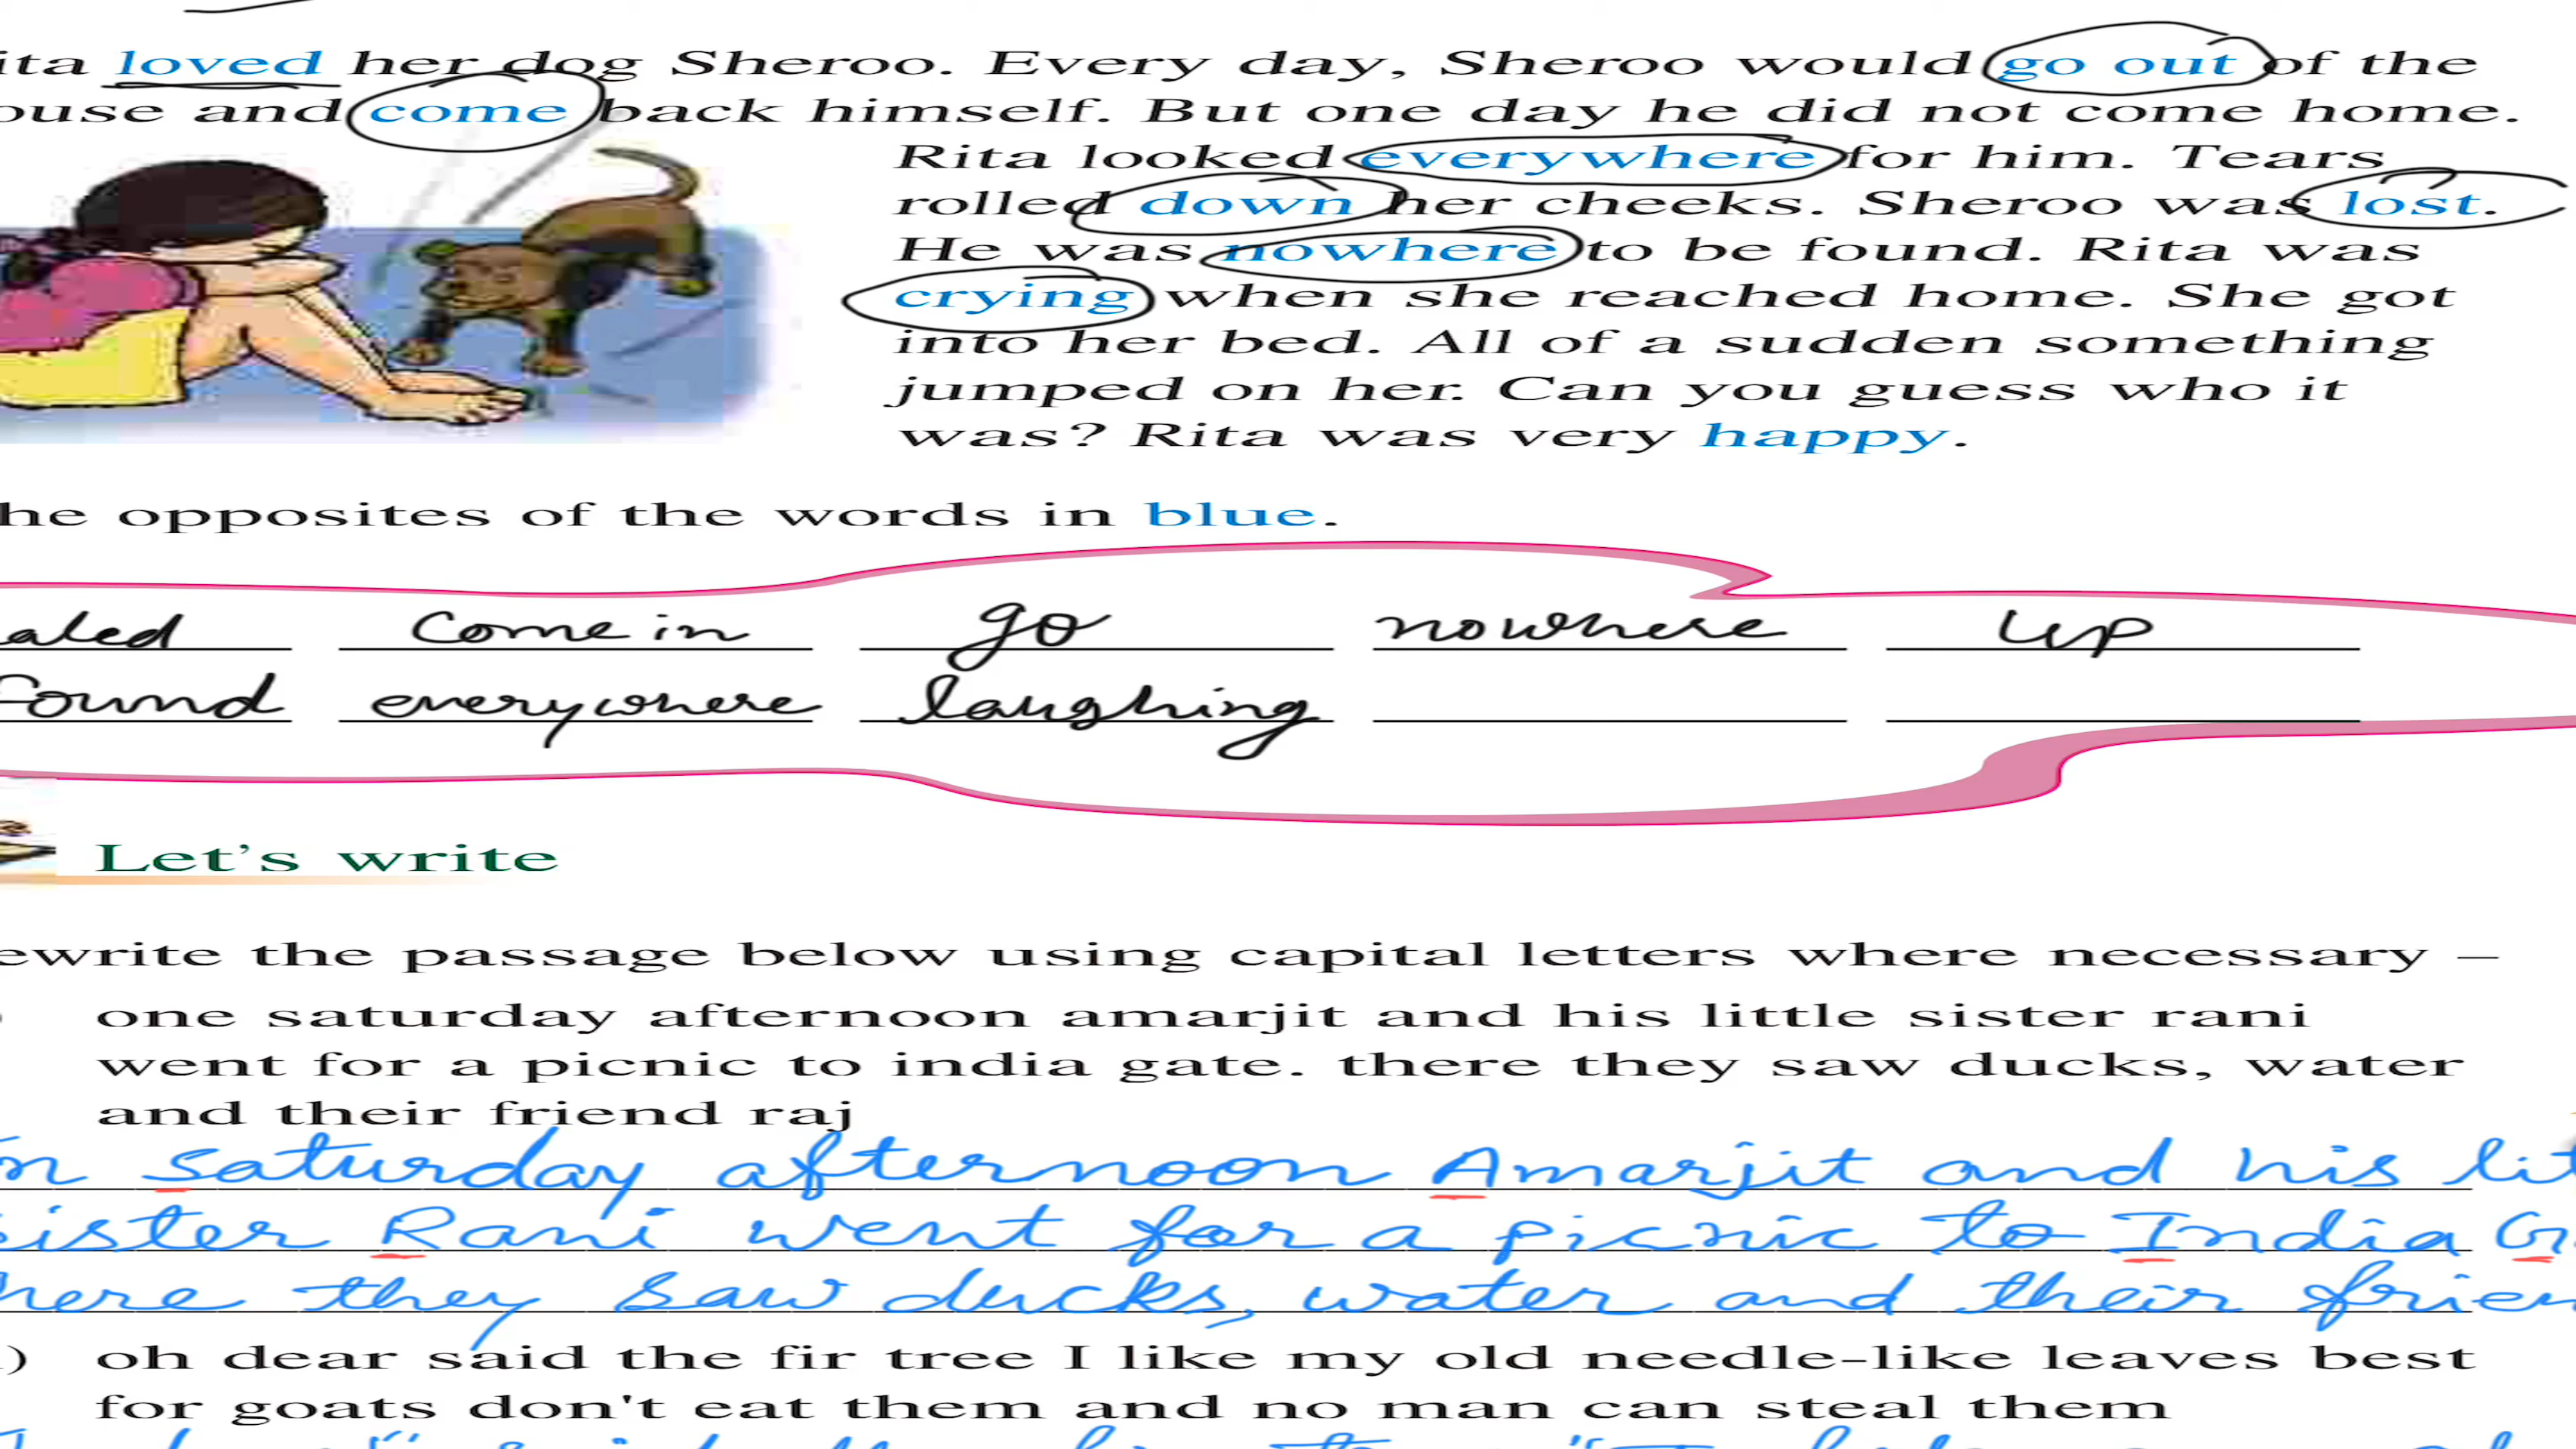 ita loved her dog Sheroo. Every day, Sheroo would go out of the
ouse and come back himself. But one day he did not come home.
Rita looked everywhere for him. Tears
rolled down her cheeks. Sheroo was lost.
He was nowhere to be found. Rita was
crying when she reached home. She got
into her bed. All of a sudden something
jumped on her. Can you guess who it
was? Rita was very happy.
he opposites of the words in blue.
ated come in go nowhere up
found everywhere laughing
Let's write
ewrite the passage below using capital letters where necessary –
one saturday afternoon amarjit and his little sister rani
went for a picnic to india gate. there they saw ducks, water
and their friend raj
n Saturday afternoon Amarjit and his lit
sister Rani went for a picnic to India G
here they saw ducks, water and their frien
) oh dear said the fir tree I like my old needle-like leaves best
for goats don't eat them and no man can steal them